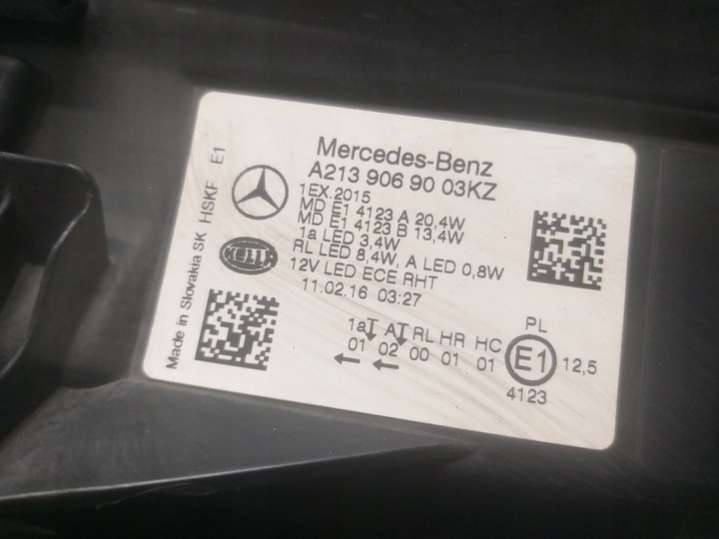 Mercedes-Benz
A213 906 90 03KZ
1EX.2015
MD E1 4123 A 20,4W
MD E1 4123 B 13,4W
1a LED 3,4W
RL LED 8,4W, A LED 0,8W
12V LED ECE RHT
11.02.16 03:27
1a A RL HR HC PL
01 02 00 01 01 E1 12,5
4123
Made in Slovakia SK HSKF E1
HELLA